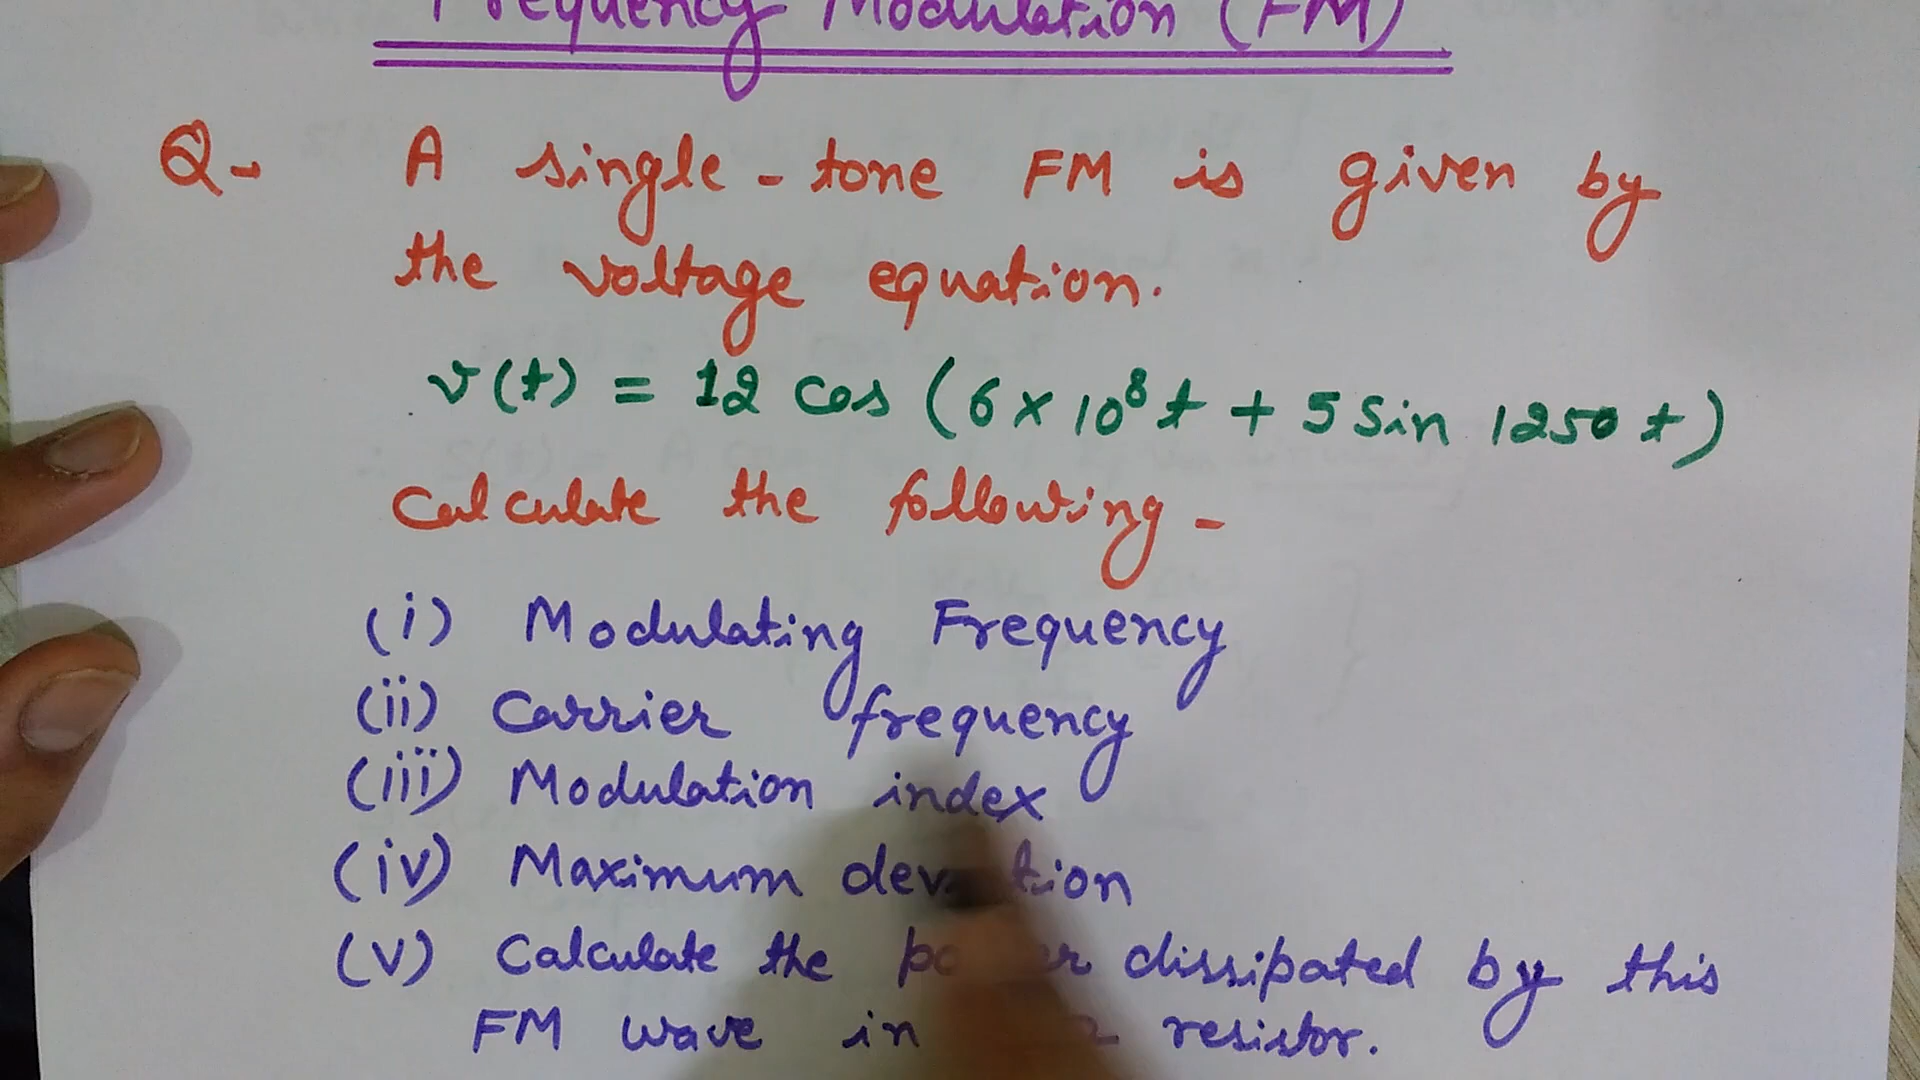 Frequency Modulation (FM)
Q- A single-tone FM is given by
the voltage equation.
v(t) = 12 cos (6 x 10⁸ t + 5 Sin 1250 t)
Calculate the following -
(i) Modulating Frequency
(ii) Carrier frequency
(iii) Modulation index
(iv) Maximum
(v) Calculate the dissipated by this
FM wave in resistor.